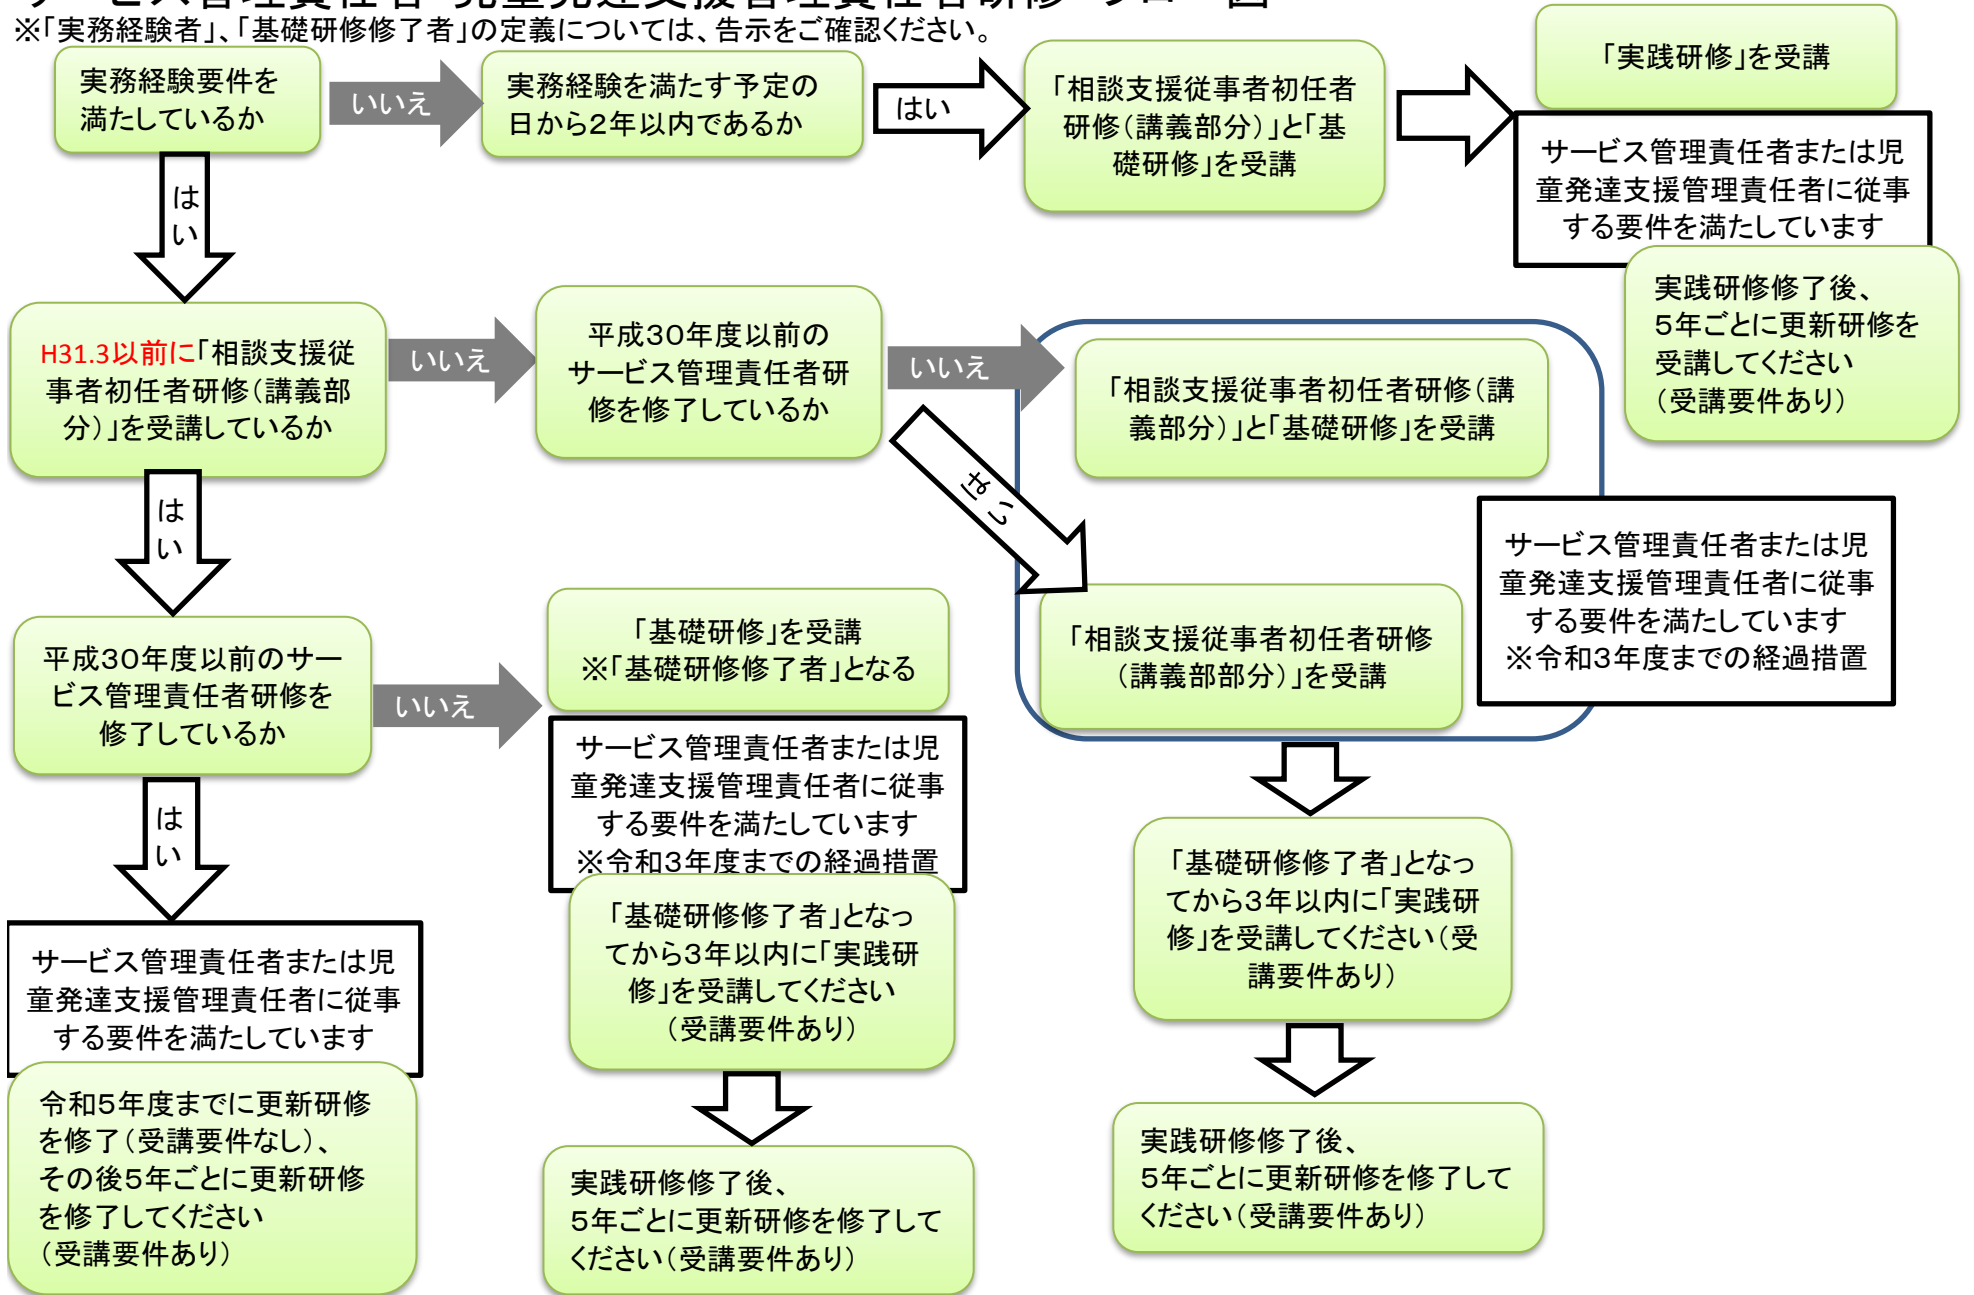 ※「実務経験者」、「基礎研修修了者」の定義については、告示をご確認ください。
実務経験要件を
満たしているか
いいえ
実務経験を満たす予定の
日から2年以内であるか
はい
「相談支援従事者初任者
研修(講義部分)」と「基
礎研修」を受講
「実践研修」を受講
サービス管理責任者または児
童発達支援管理責任者に従事
する要件を満たしています
実践研修修了後、
5年ごとに更新研修を
受講してください
(受講要件あり)
は
い
H31.3以前に「相談支援従
事者初任者研修(講義部
分)」を受講しているか
いいえ
平成30年度以前の
サービス管理責任者研
修を修了しているか
いいえ
「相談支援従事者初任者研修(講
義部分)」と「基礎研修」を受講
はい
「相談支援従事者初任者研修
(講義部部分)」を受講
サービス管理責任者または児
童発達支援管理責任者に従事
する要件を満たしています
※令和3年度までの経過措置
は
い
平成30年度以前のサー
ビス管理責任者研修を
修了しているか
いいえ
「基礎研修」を受講
※「基礎研修修了者」となる
サービス管理責任者または児
童発達支援管理責任者に従事
する要件を満たしています
※令和3年度までの経過措置
「基礎研修修了者」となっ
てから3年以内に「実践研
修」を受講してください
(受講要件あり)
実践研修修了後、
5年ごとに更新研修を修了して
ください(受講要件あり)
「基礎研修修了者」となっ
てから3年以内に「実践研
修」を受講してください(受
講要件あり)
実践研修修了後、
5年ごとに更新研修を修了して
ください(受講要件あり)
は
い
サービス管理責任者または児
童発達支援管理責任者に従事
する要件を満たしています
令和5年度までに更新研修
を修了(受講要件なし)、
その後5年ごとに更新研修
を修了してください
(受講要件あり)